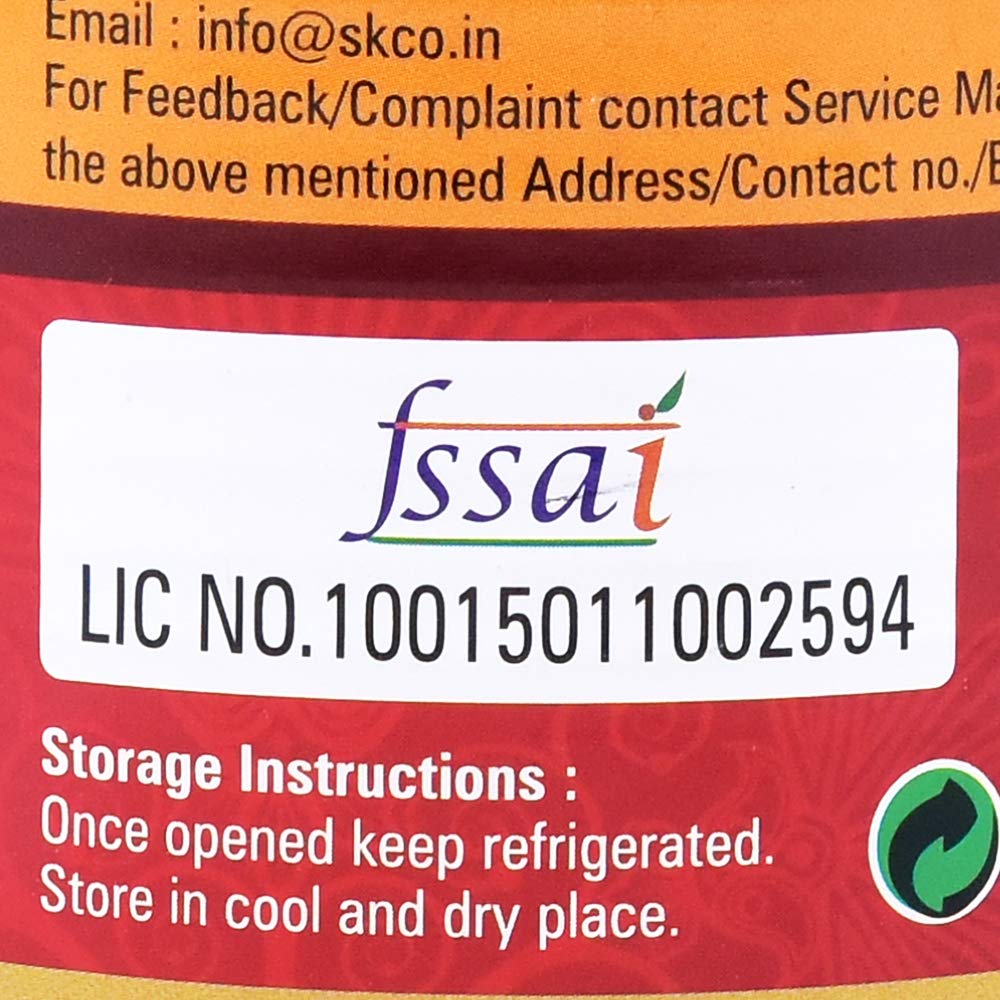 Email : info@skco.in
For Feedback/Complaint contact Service
the above mentioned Address/Contact no./
fssai
LIC NO.10015011002594
Storage Instructions :
Once opened keep refrigerated.
Store in cool and dry place.